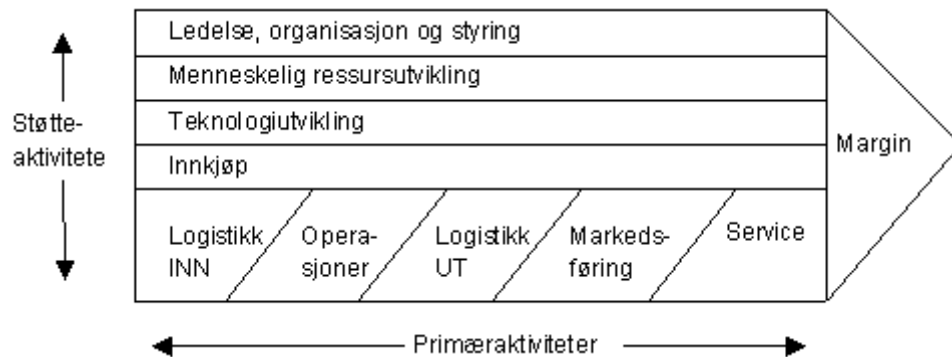 Ledelse, organisasjon og styring
Menneskelig ressursutvikling
Teknologiutvikling
Innkjøp
Støtte-
aktivitete
Margin
Logistikk
INN
Opera-
sjoner
Logistikk
UT
Markeds-
føring
Service
Primæraktiviteter